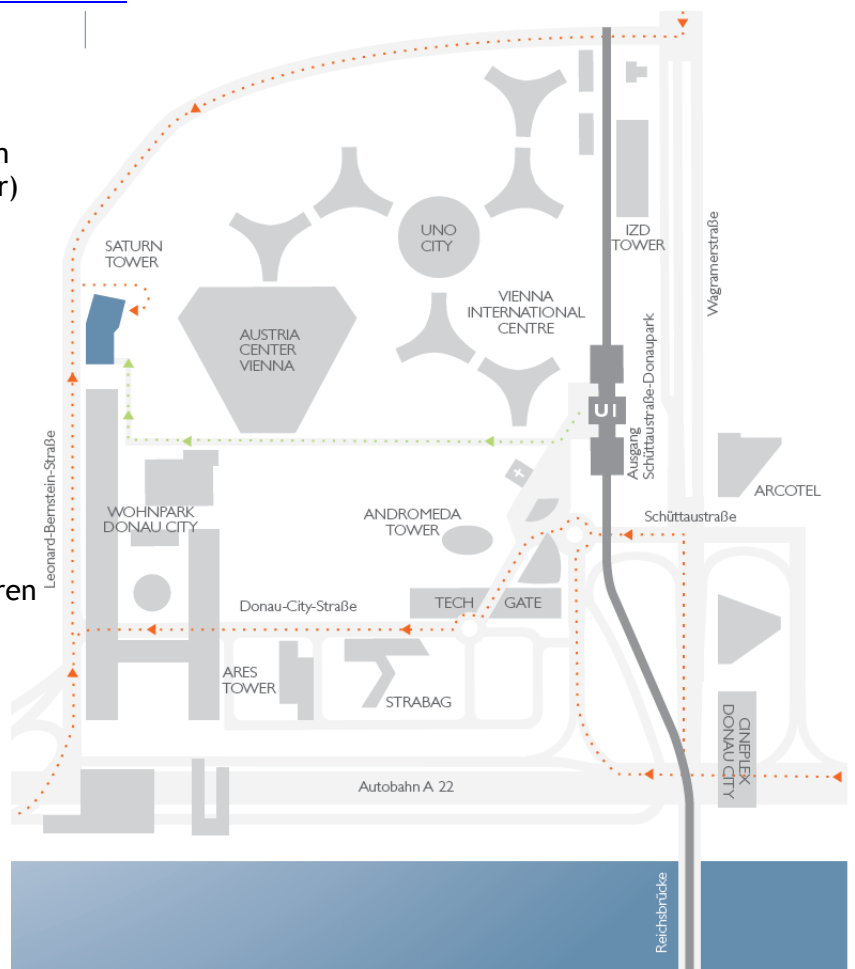 n
r)
SATURN
TOWER
UNO
CITY
IZD
TOWER
Wagramerstraße
VIENNA
INTERNATIONAL
CENTRE
AUSTRIA
CENTER
VIENNA
UI
Ausgang
Schüttaustraße-Donaupark
Leonard-Bernstein-Straße
ARCOTEL
WOHNPARK
DONAU CITY
ANDROMEDA
TOWER
Schüttaustraße
ren
Donau-City-Straße
TECH GATE
ARES
TOWER
STRABAG
CINEPLEX
DONAU CITY
Autobahn A 22
Reichsbrücke